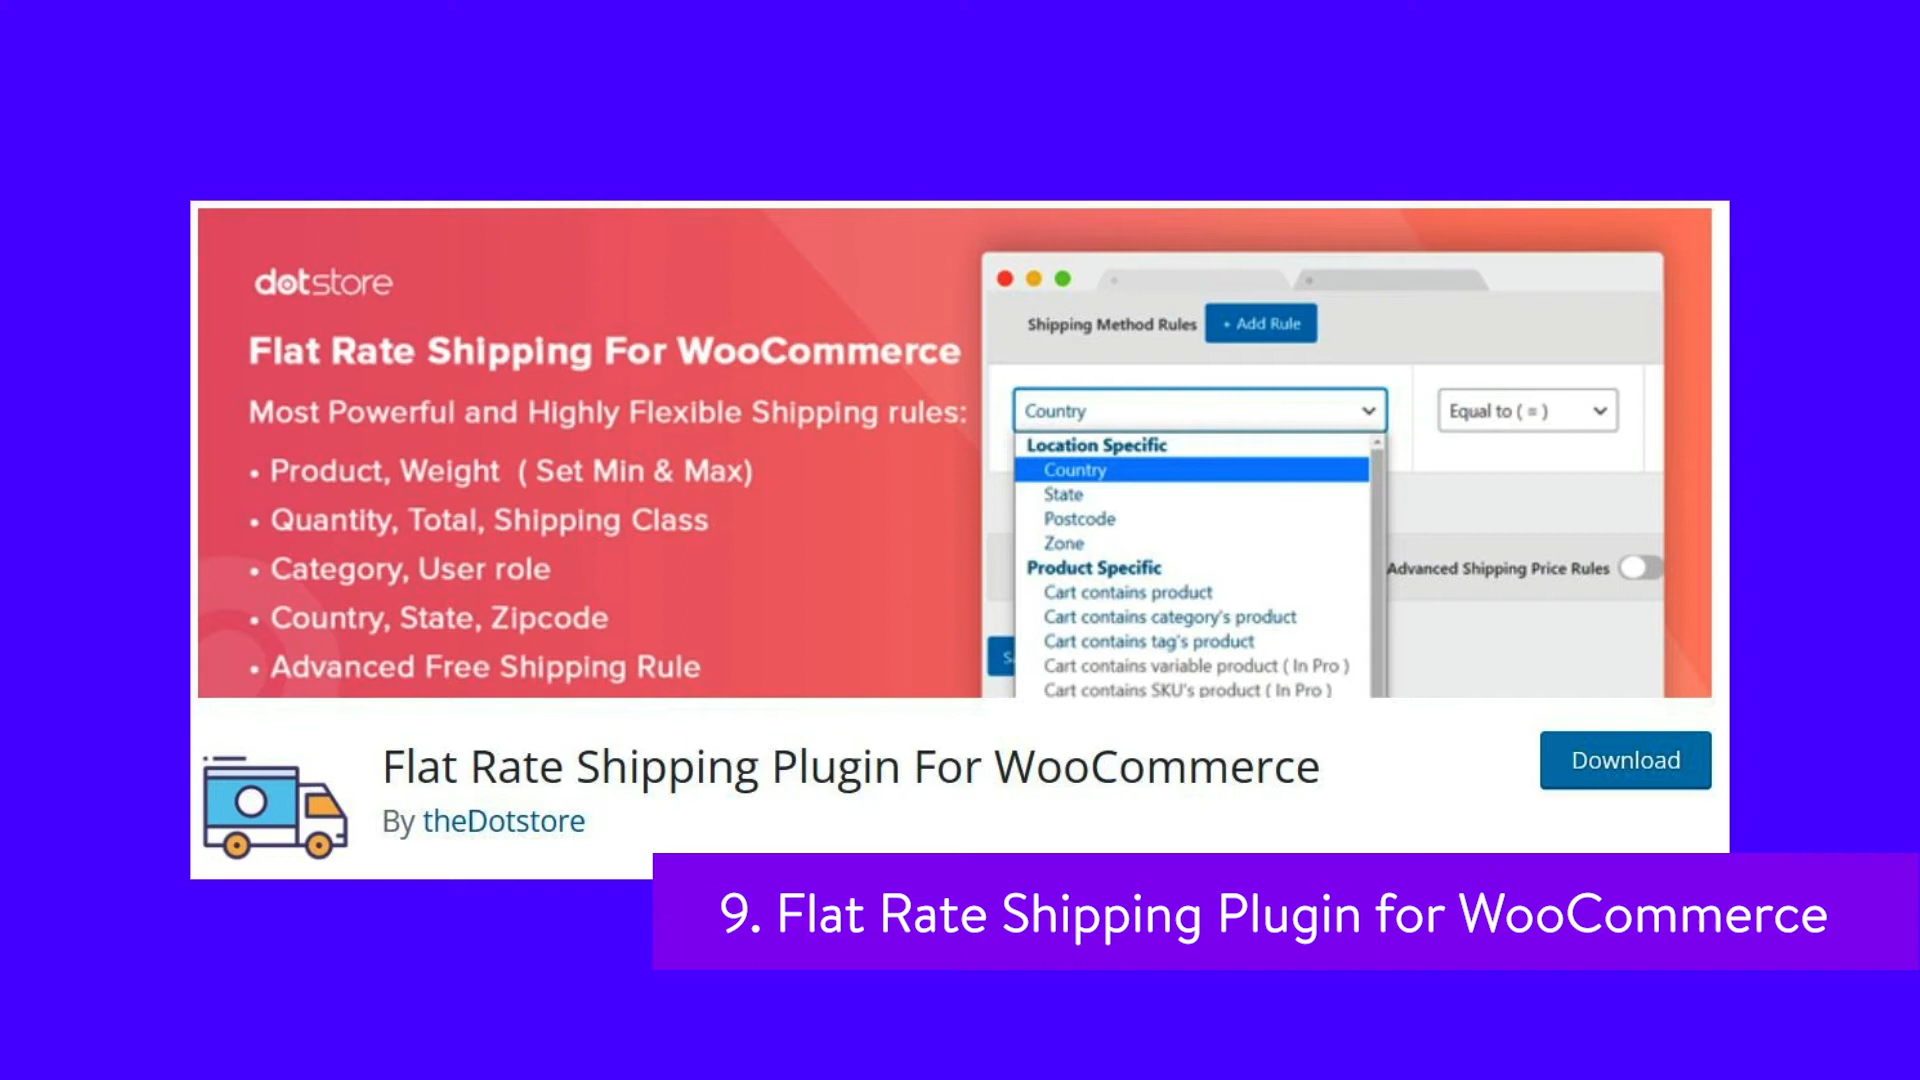 dotstore
Flat Rate Shipping For WooCommerce
Most Powerful and Highly Flexible Shipping rules:
• Product, Weight ( Set Min & Max)
• Quantity, Total, Shipping Class
• Category, User role
• Country, State, Zipcode
• Advanced Free Shipping Rule
Shipping Method Rules
+ Add Rule
Country
Equal to ( = )
Location Specific
Country
State
Postcode
Zone
Product Specific
Cart contains product
Cart contains category's product
Cart contains tag's product
Cart contains variable product ( In Pro )
Cart contains SKU's product ( In Pro )
Advanced Shipping Price Rules
Flat Rate Shipping Plugin For WooCommerce
By theDotstore
Download
9. Flat Rate Shipping Plugin for WooCommerce